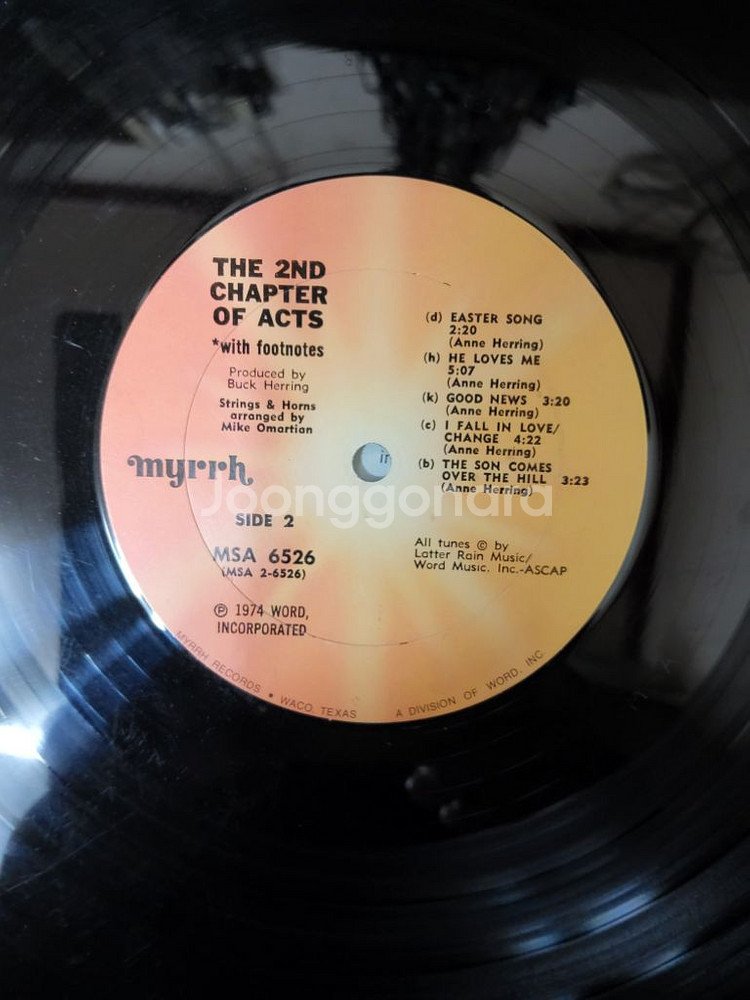 THE 2ND
CHAPTER
OF ACTS
*with footnotes
Produced by
Buck Herring
Strings & Horns
arranged by
Mike Omartian
myrrh
SIDE 2
MSA 6526
(MSA 2-6526)
℗ 1974 WORD,
INCORPORATED
(d) EASTER SONG
2:20
(Anne Herring)
(h) HE LOVES ME
5:07
(Anne Herring)
(k) GOOD NEWS 3:20
(Anne Herring)
(c) I FALL IN LOVE/
CHANGE 4:22
(Anne Herring)
(b) THE SON COMES
OVER THE HILL 3:23
(Anne Herring)
All tunes © by
Latter Rain Music/
Word Music, Inc.-ASCAP
MYRRH RECORDS • WACO, TEXAS A DIVISION OF WORD, INC.
Joonggonara